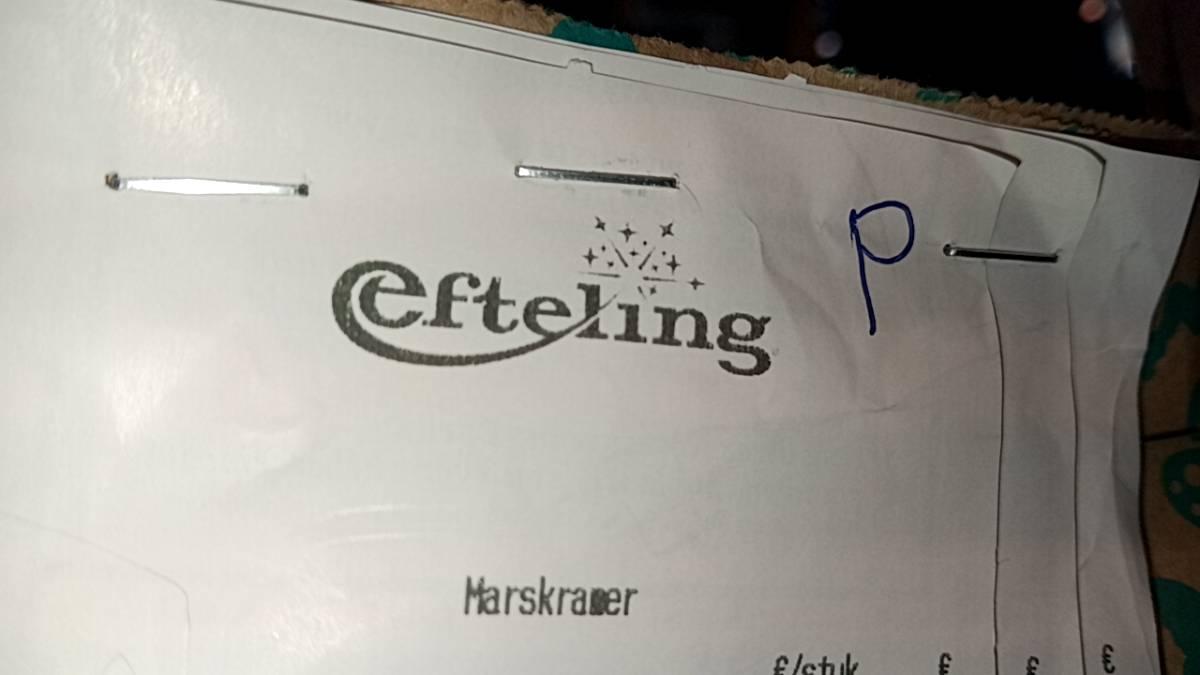 P
efteling
Marskramer
€/stuk € € €